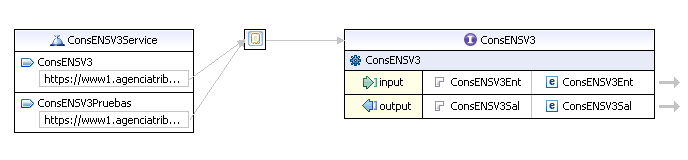 ConsENSV3Service
ConsENSV3
https://www1.agenciatrib...
ConsENSV3Pruebas
https://www1.agenciatrib...
ConsENSV3
ConsENSV3
input ConsENSV3Ent ConsENSV3Ent
output ConsENSV3Sal ConsENSV3Sal